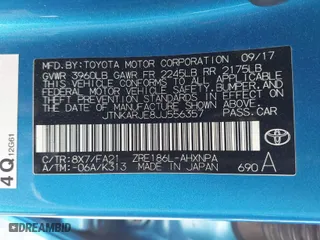 MFD. BY: TOYOTA MOTOR CORPORATION 09/17
GVWR 3960LB GAWR FR 2245LB RR 2175LB
THIS VEHICLE CONFORMS TO ALL APPLICABLE
FEDERAL MOTOR VEHICLE SAFETY, BUMPER, AND
THEFT PREVENTION STANDARDS IN EFFECT ON
THE DATE OF MANUFACTURE SHOWN ABOVE.
JTNKARJE8JJ556357 PASS.CAR
C/TR:8X7/FA21 ZRE186L-AHXNPA
A/TM:-06A/K313 MADE IN JAPAN 690 A
TOYOTA
4Q 12G61